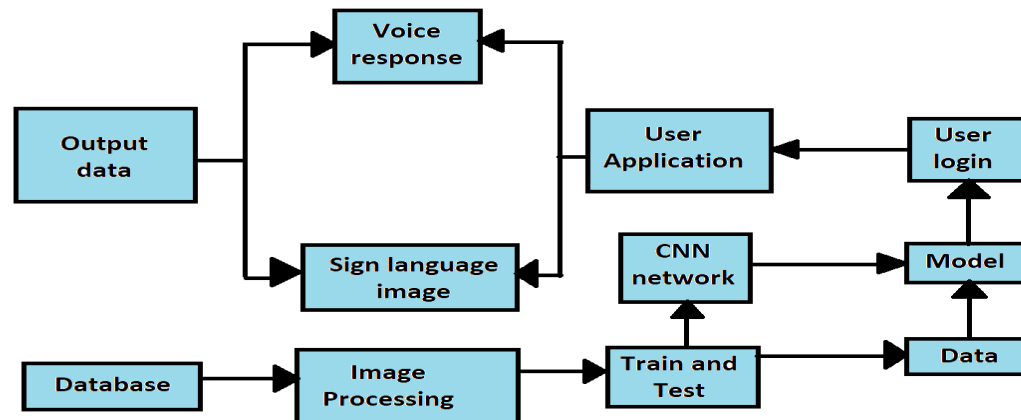 Voice
response
Output
data
User
Application
User
login
Sign language
image
CNN
network
Model
Database
Image
Processing
Train and
Test
Data